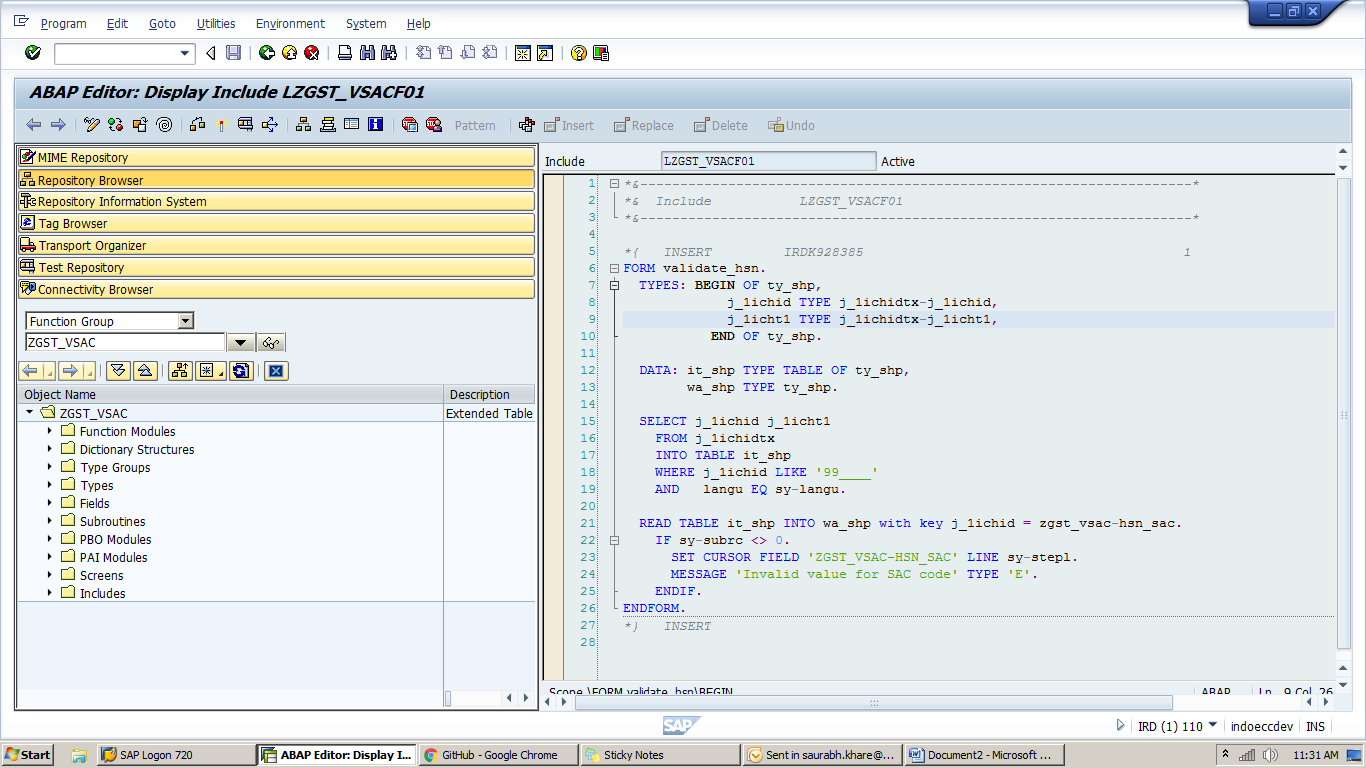 Program Edit Goto Utilities Environment System Help
ABAP Editor: Display Include LZGST_VSACF01
Pattern Insert Replace Delete Undo
MIME Repository
Repository Browser
Repository Information System
Tag Browser
Transport Organizer
Test Repository
Connectivity Browser
Function Group
ZGST_VSAC
Object Name Description
ZGST_VSAC Extended Table
Function Modules
Dictionary Structures
Type Groups
Types
Fields
Subroutines
PBO Modules
PAI Modules
Screens
Includes
Include LZGST_VSACF01 Active
1 *&---------------------------------------------------------------------*
2 *&  Include           LZGST_VSACF01
3 *&---------------------------------------------------------------------*
4
5 *{   INSERT         IRDK928385                                        1
6 FORM validate_hsn.
7   TYPES: BEGIN OF ty_shp,
8              j_1ichid TYPE j_1ichidtx-j_1ichid,
9              j_1icht1 TYPE j_1ichidtx-j_1icht1,
10            END OF ty_shp.
11
12   DATA: it_shp TYPE TABLE OF ty_shp,
13         wa_shp TYPE ty_shp.
14
15   SELECT j_1ichid j_1icht1
16     FROM j_1ichidtx
17     INTO TABLE it_shp
18     WHERE j_1ichid LIKE '99____'
19     AND   langu EQ sy-langu.
20
21   READ TABLE it_shp INTO wa_shp with key j_1ichid = zgst_vsac-hsn_sac.
22     IF sy-subrc <> 0.
23       SET CURSOR FIELD 'ZGST_VSAC-HSN_SAC' LINE sy-stepl.
24       MESSAGE 'Invalid value for SAC code' TYPE 'E'.
25     ENDIF.
26 ENDFORM.
27 *}   INSERT
28
Scope \FORM validate_hsn\BEGIN ABAP Ln 9 Col 26
SAP
IRD (1) 110 indoeccdev INS
Start SAP Logon 720 ABAP Editor: Display I... GitHub - Google Chrome Sticky Notes Sent in saurabh.khare@... Document2 - Microsoft ... 11:31 AM